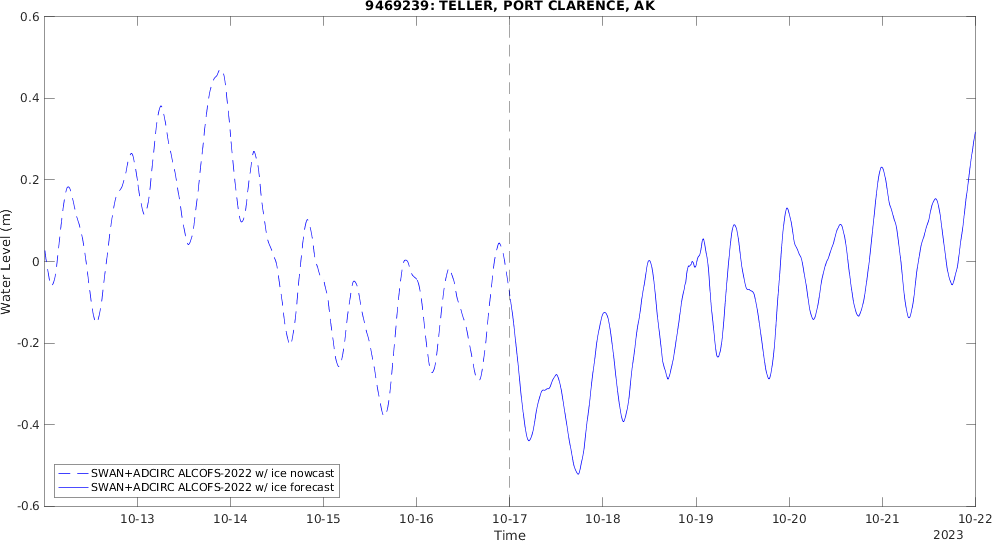 9469239: TELLER, PORT CLARENCE, AK
0.6
0.4
0.2
0
-0.2
-0.4
-0.6
Water Level (m)
SWAN+ADCIRC ALCOFS-2022 w/ ice nowcast
SWAN+ADCIRC ALCOFS-2022 w/ ice forecast
10-13 10-14 10-15 10-16 10-17 10-18 10-19 10-20 10-21 10-22
Time
2023